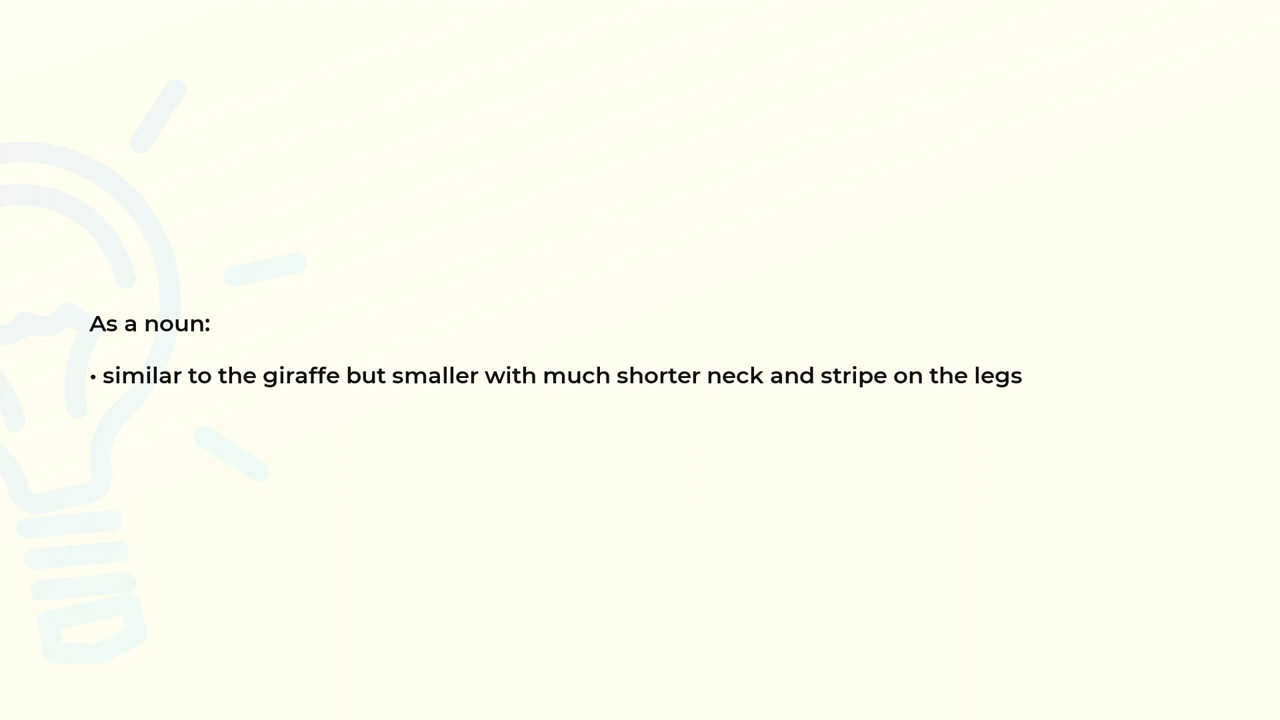 As a noun:
• similar to the giraffe but smaller with much shorter neck and stripe on the legs